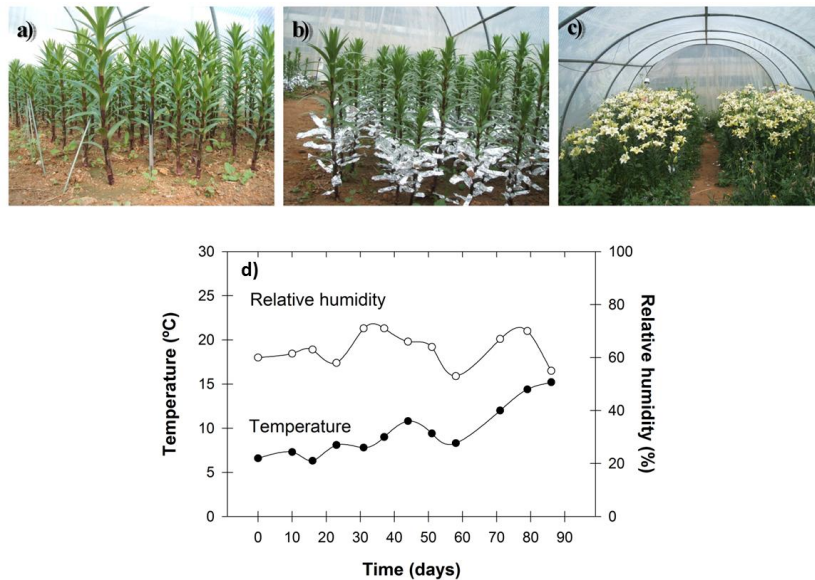 a)
b)
c)
d)
30
25
20
15
10
5
0
Temperature (ºC)
100
80
60
40
20
0
Relative humidity (%)
Relative humidity
Temperature
0 10 20 30 40 50 60 70 80 90
Time (days)